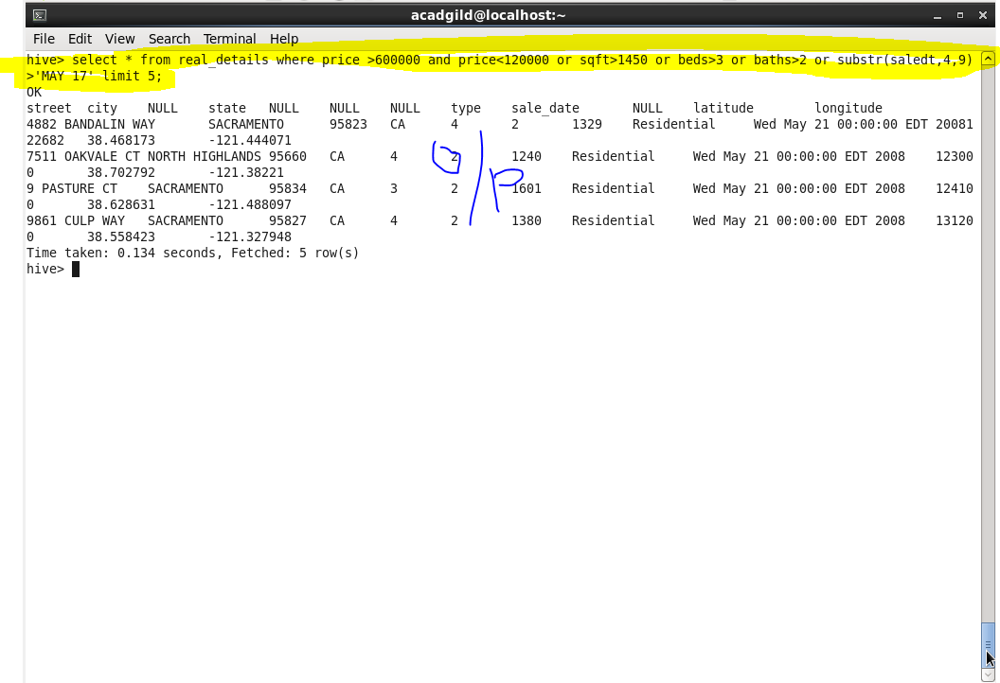 acadgild@localhost:~
File Edit View Search Terminal Help
hive> select * from real_details where price >600000 and price<120000 or sqft>1450 or beds>3 or baths>2 or substr(saledt,4,9)
>'MAY 17' limit 5;
OK
street city NULL state NULL NULL NULL type sale_date NULL latitude longitude
4882 BANDALIN WAY SACRAMENTO 95823 CA 4 2 1329 Residential Wed May 21 00:00:00 EDT 20081
22682 38.468173 -121.444071
7511 OAKVALE CT NORTH HIGHLANDS 95660 CA 4 2 1240 Residential Wed May 21 00:00:00 EDT 2008 12300
0 38.702792 -121.38221
9 PASTURE CT SACRAMENTO 95834 CA 3 2 1601 Residential Wed May 21 00:00:00 EDT 2008 12410
0 38.628631 -121.488097
9861 CULP WAY SACRAMENTO 95827 CA 4 2 1380 Residential Wed May 21 00:00:00 EDT 2008 13120
0 38.558423 -121.327948
Time taken: 0.134 seconds, Fetched: 5 row(s)
hive>
O/P